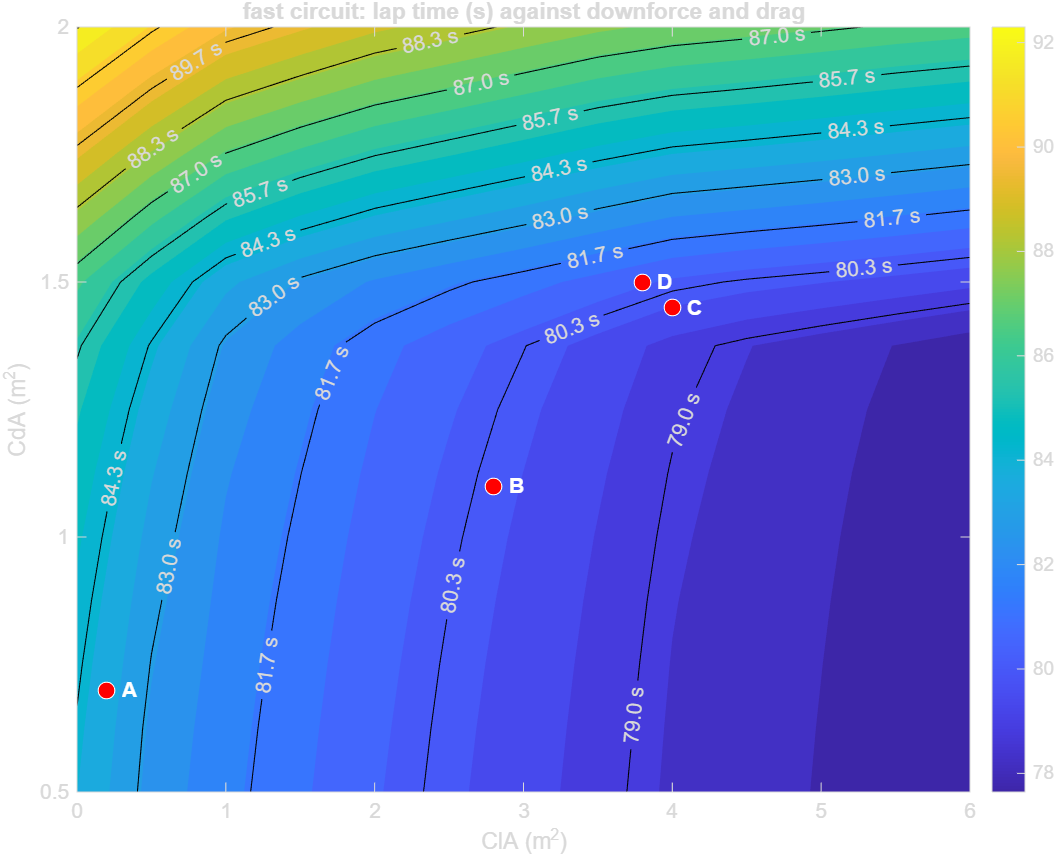 fast circuit: lap time (s) against downforce and drag
2
1.5
1
0.5
CdA (m²)
0
1
2
3
4
5
6
ClA (m²)
89.7 s
88.3 s
87.0 s
88.3 s
87.0 s
85.7 s
87.0 s
85.7 s
84.3 s
85.7 s
84.3 s
83.0 s
84.3 s
83.0 s
81.7 s
83.0 s
81.7 s
80.3 s
81.7 s
80.3 s
79.0 s
84.3 s
83.0 s
80.3 s
81.7 s
79.0 s
D
C
B
A
92
90
88
86
84
82
80
78